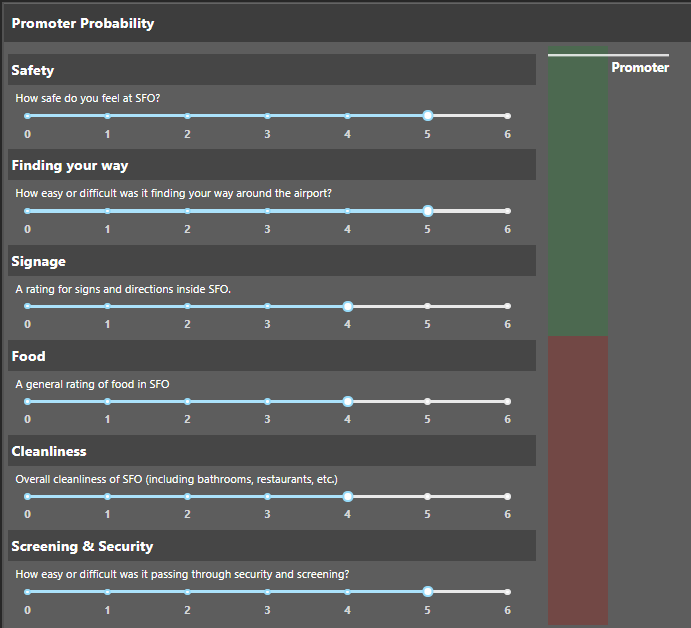 Promoter Probability
Promoter
Safety
How safe do you feel at SFO?
0 1 2 3 4 5 6
Finding your way
How easy or difficult was it finding your way around the airport?
0 1 2 3 4 5 6
Signage
A rating for signs and directions inside SFO.
0 1 2 3 4 5 6
Food
A general rating of food in SFO
0 1 2 3 4 5 6
Cleanliness
Overall cleanliness of SFO (including bathrooms, restaurants, etc.)
0 1 2 3 4 5 6
Screening & Security
How easy or difficult was it passing through security and screening?
0 1 2 3 4 5 6